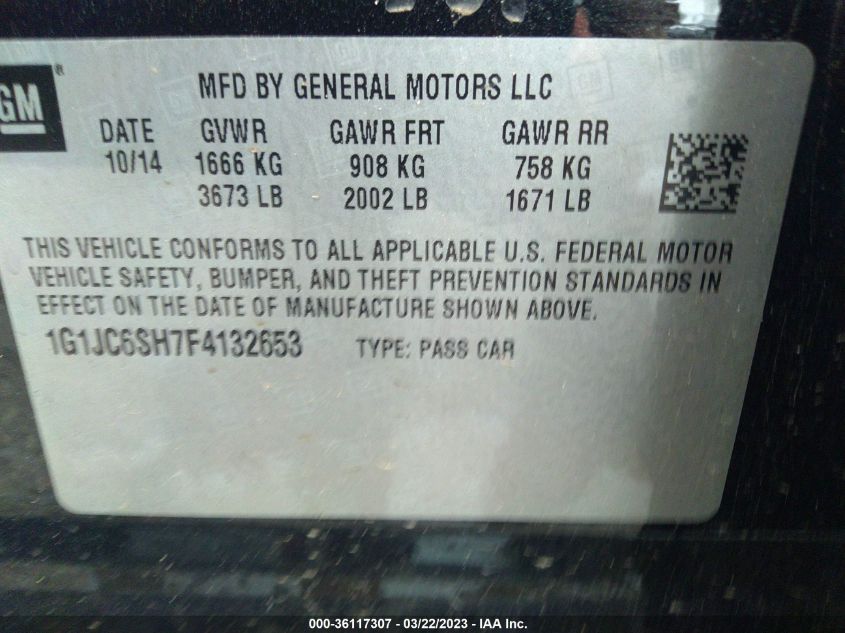 GM ®
MFD BY GENERAL MOTORS LLC
DATE GVWR GAWR FRT GAWR RR
10/14 1666 KG 908 KG 758 KG
3673 LB 2002 LB 1671 LB
THIS VEHICLE CONFORMS TO ALL APPLICABLE U.S. FEDERAL MOTOR
VEHICLE SAFETY, BUMPER, AND THEFT PREVENTION STANDARDS IN
EFFECT ON THE DATE OF MANUFACTURE SHOWN ABOVE.
1G1JC6SH7F4132653 TYPE: PASS CAR
000-36117307 - 03/22/2023 - IAA Inc.